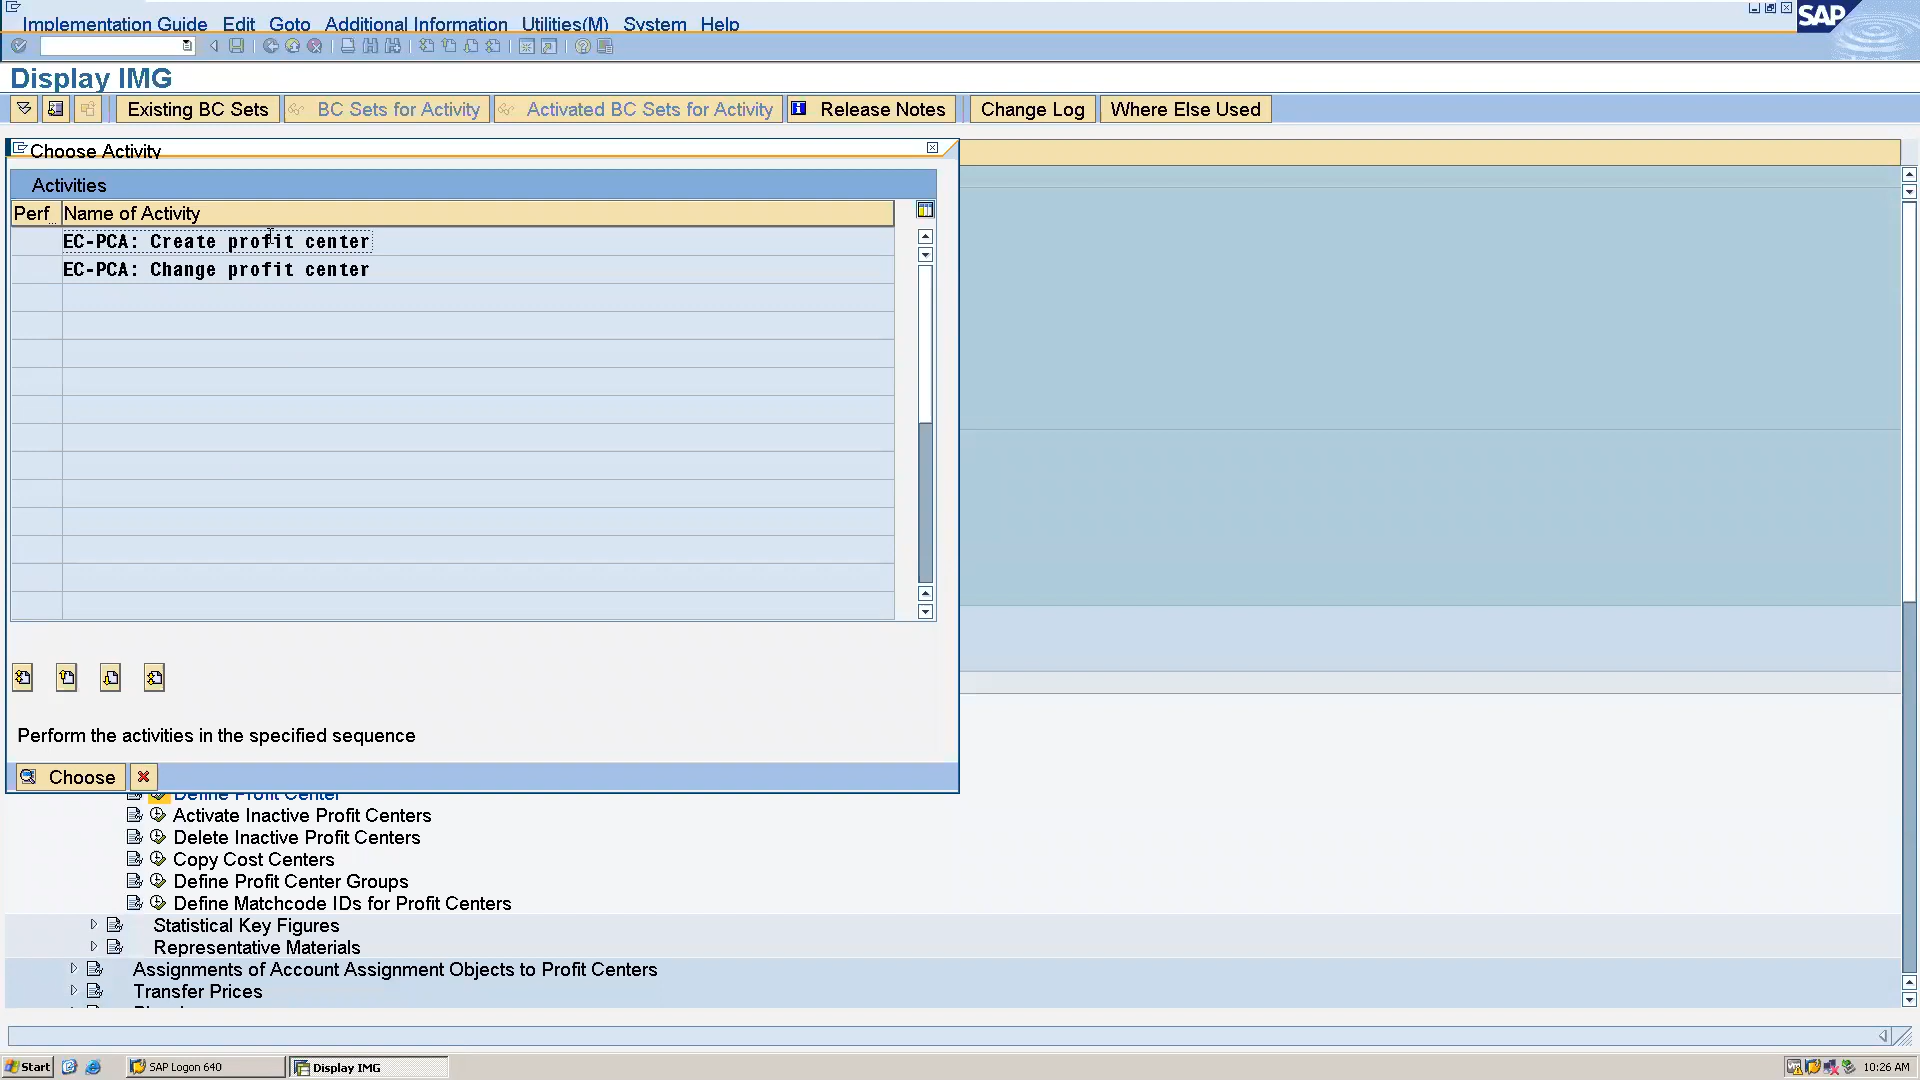 Implementation Guide Edit Goto Additional Information Utilities(M) System Help
SAP
Display IMG
Existing BC Sets BC Sets for Activity Activated BC Sets for Activity Release Notes Change Log Where Else Used
Choose Activity
Activities
Perf... Name of Activity
EC-PCA: Create profit center
EC-PCA: Change profit center
Perform the activities in the specified sequence
Choose
Define Profit Center
Activate Inactive Profit Centers
Delete Inactive Profit Centers
Copy Cost Centers
Define Profit Center Groups
Define Matchcode IDs for Profit Centers
Statistical Key Figures
Representative Materials
Assignments of Account Assignment Objects to Profit Centers
Transfer Prices
Start SAP Logon 640 Display IMG 10:26 AM